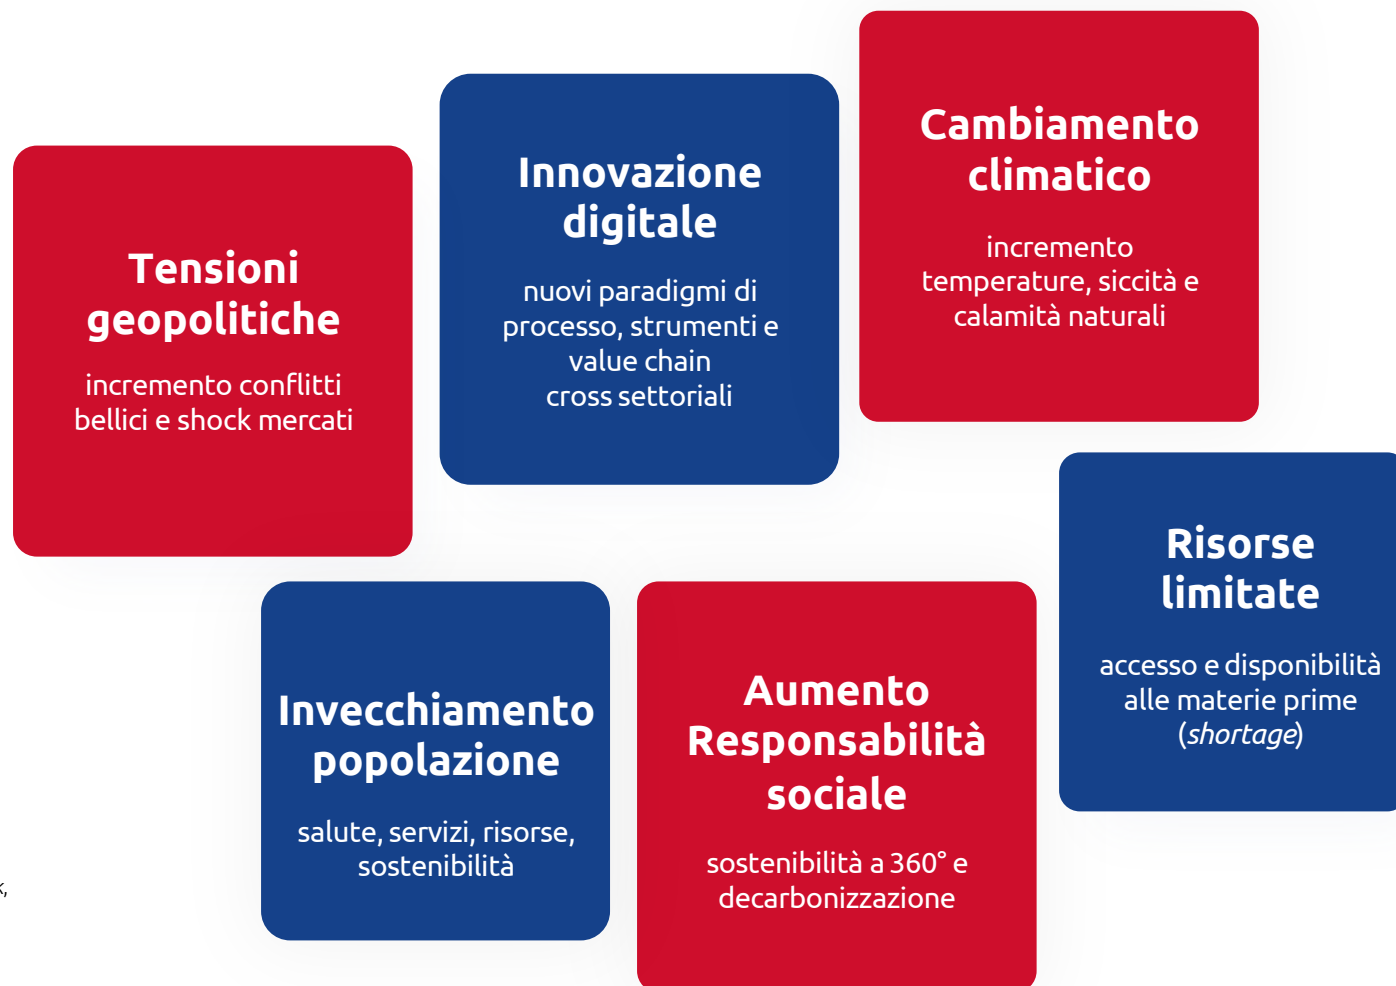 Tensioni
geopolitiche
incremento conflitti
bellici e shock mercati
Innovazione
digitale
nuovi paradigmi di
processo, strumenti e
value chain
cross settoriali
Cambiamento
climatico
incremento
temperature, siccità e
calamità naturali
Invecchiamento
popolazione
salute, servizi, risorse,
sostenibilità
Aumento
Responsabilità
sociale
sostenibilità a 360° e
decarbonizzazione
Risorse
limitate
accesso e disponibilità
alle materie prime
(shortage)